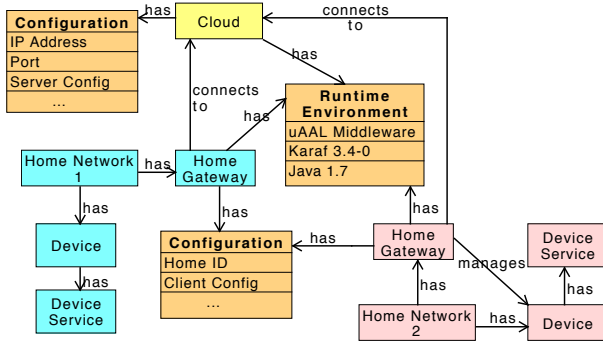 Configuration
IP Address
Port
Server Config
...
has
Cloud
connects
to
has
connects
to
has
Runtime
Environment
uAAL Middleware
Karaf 3.4-0
Java 1.7
Home Network
1
has
Home
Gateway
has
has
has
Device
has
Device
Service
Configuration
Home ID
Client Config
...
has
Home
Gateway
manages
Device
Service
has
has
Home Network
2
has
Device